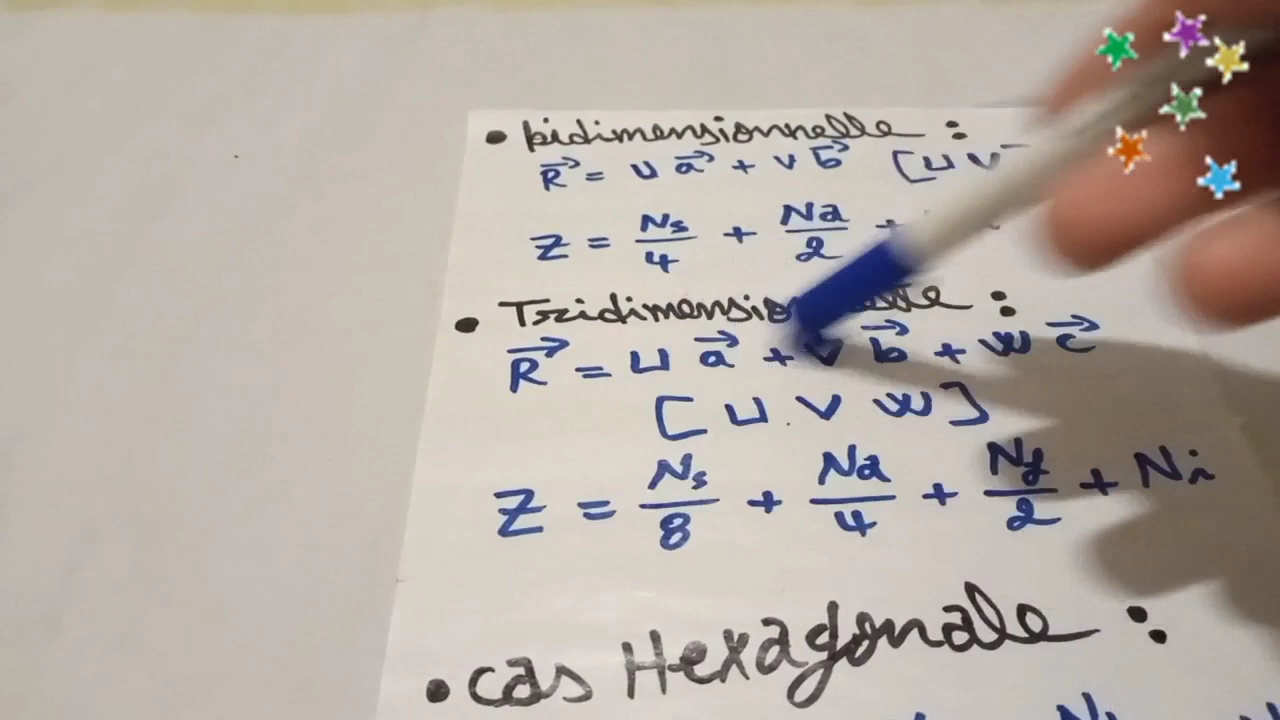 • bidimensionnelle :
R⃗ = u a⃗ + v b⃗ [u v
Z = Ns/4 + Na/2 +
• Tridimensionnelle :
R⃗ = u a⃗ + v b⃗ + w c⃗
[u v w]
Z = Ns/8 + Na/4 + Nf/2 + Ni
• cas Hexagonale :